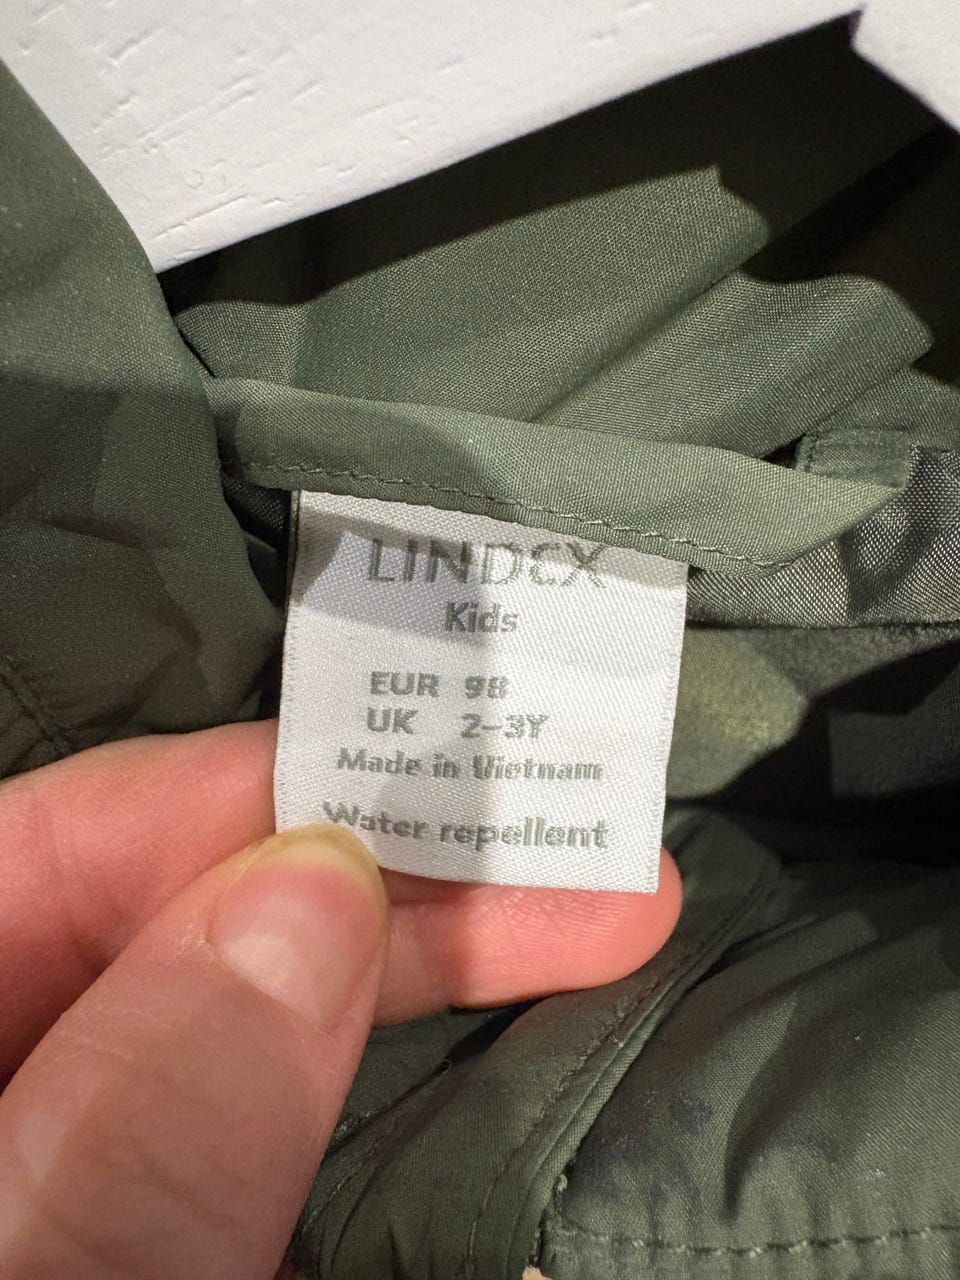 LINDEX
Kids
EUR 98
UK 2–3Y
Made in Vietnam
Water repellent